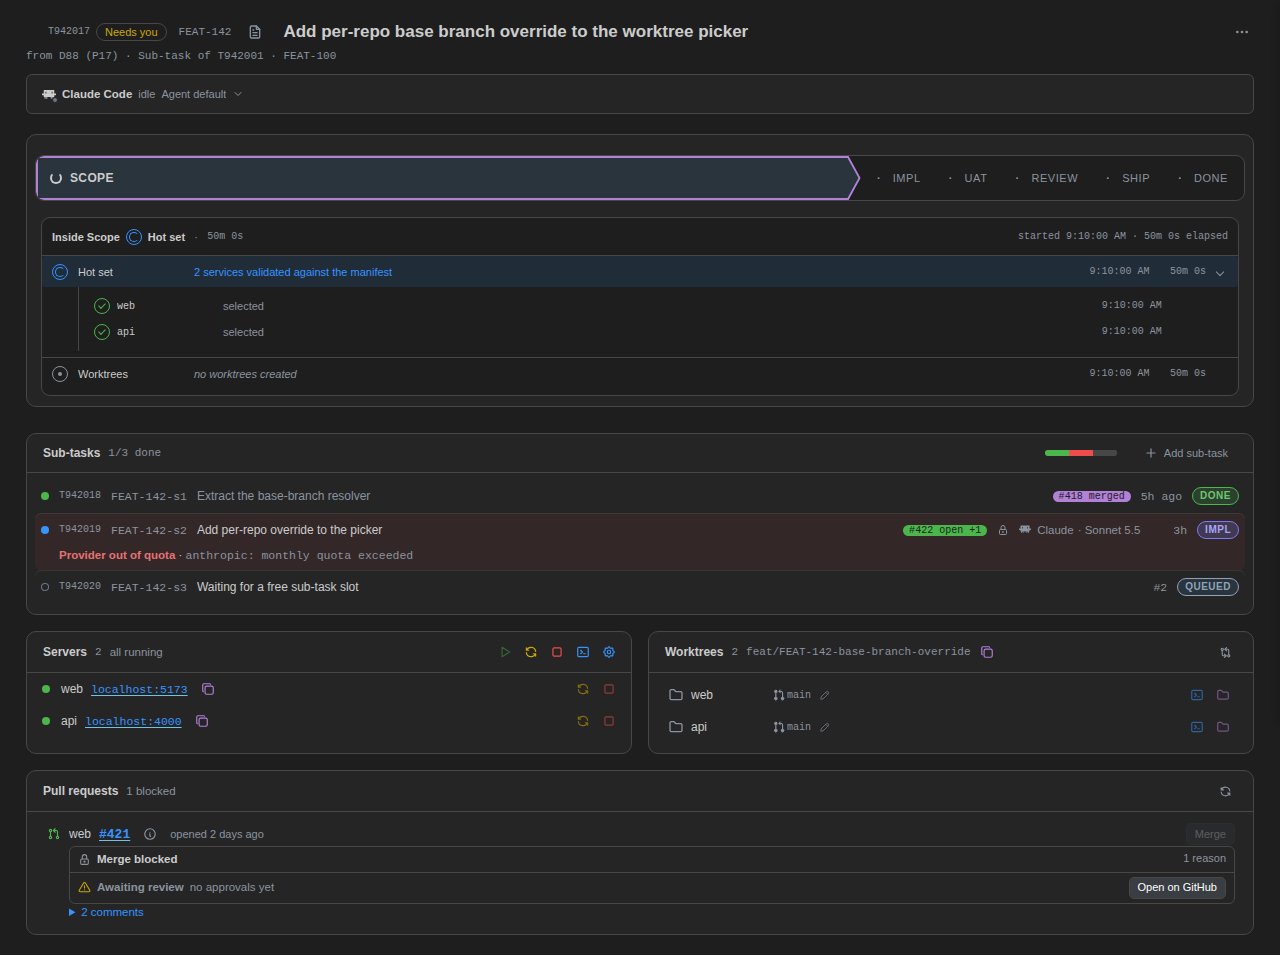 T942017 Needs you FEAT-142 Add per-repo base branch override to the worktree picker
from D88 (P17) · Sub-task of T942001 · FEAT-100
Claude Code idle Agent default
SCOPE · IMPL · UAT · REVIEW · SHIP · DONE
Inside Scope Hot set · 50m 0s started 9:10:00 AM · 50m 0s elapsed
Hot set 2 services validated against the manifest 9:10:00 AM 50m 0s
web selected 9:10:00 AM
api selected 9:10:00 AM
Worktrees no worktrees created 9:10:00 AM 50m 0s
Sub-tasks 1/3 done Add sub-task
T942018 FEAT-142-s1 Extract the base-branch resolver #418 merged 5h ago DONE
T942019 FEAT-142-s2 Add per-repo override to the picker #422 open +1 Claude · Sonnet 5.5 3h IMPL
Provider out of quota · anthropic: monthly quota exceeded
T942020 FEAT-142-s3 Waiting for a free sub-task slot #2 QUEUED
Servers 2 all running
web localhost:5173
api localhost:4000
Worktrees 2 feat/FEAT-142-base-branch-override
web main
api main
Pull requests 1 blocked
web #421 opened 2 days ago Merge
Merge blocked 1 reason
Awaiting review no approvals yet Open on GitHub
2 comments